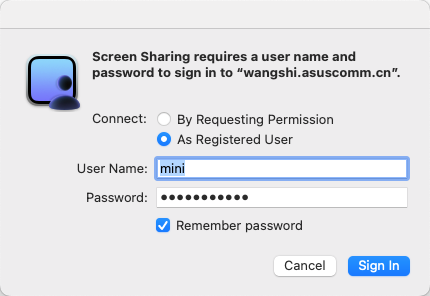 Screen Sharing requires a user name and
password to sign in to “wangshi.asuscomm.cn”.
Connect:
By Requesting Permission
As Registered User
User Name: mini
Password: •••••••••••
Remember password
Cancel Sign In